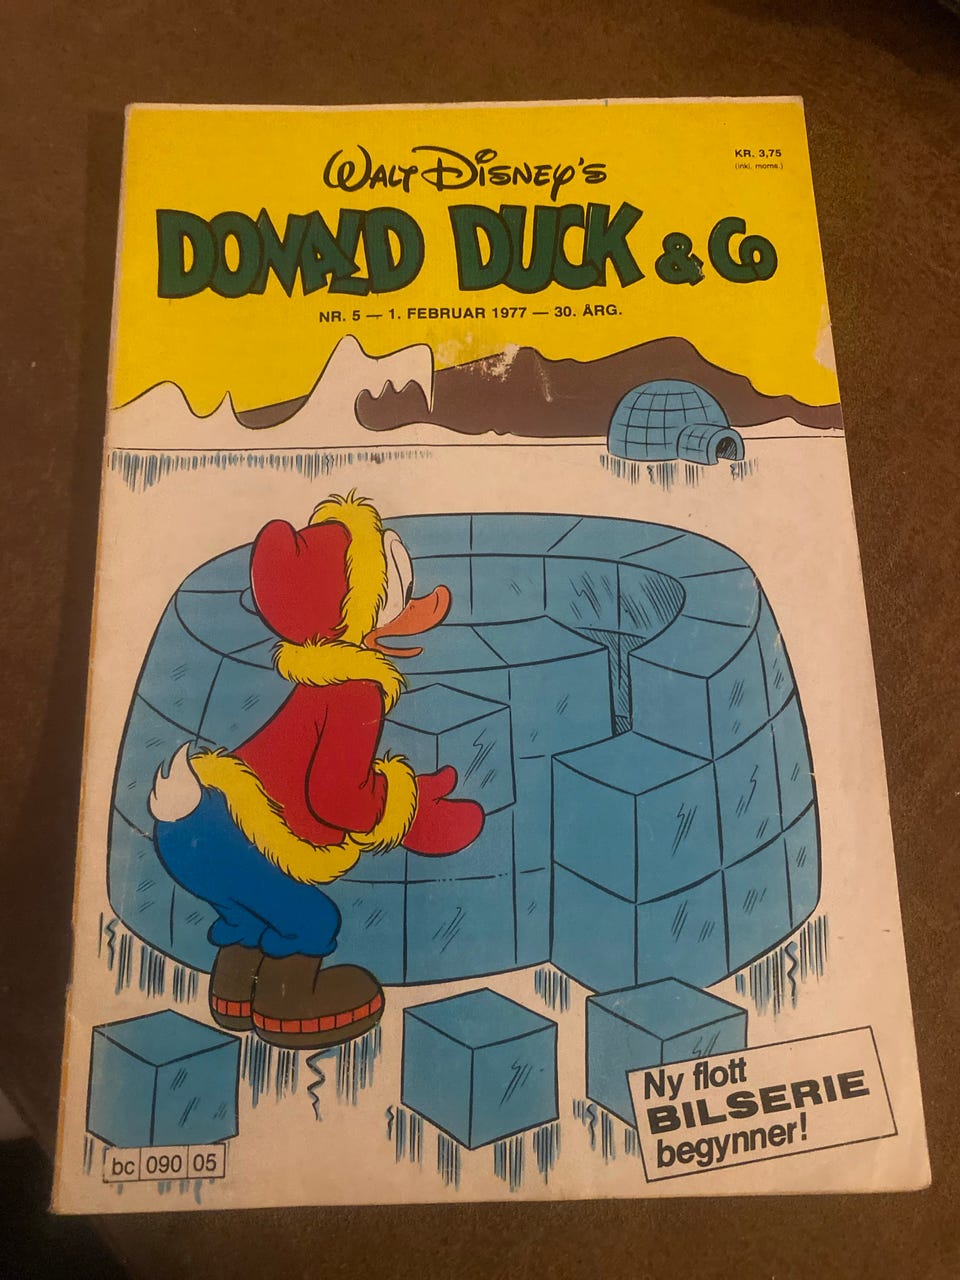 WALT DISNEY'S
KR. 3,75
(inkl. moms.)
DONALD DUCK & Co
NR. 5 — 1. FEBRUAR 1977 — 30. ÅRG.
Ny flott
BILSERIE
begynner!
bc 090 05